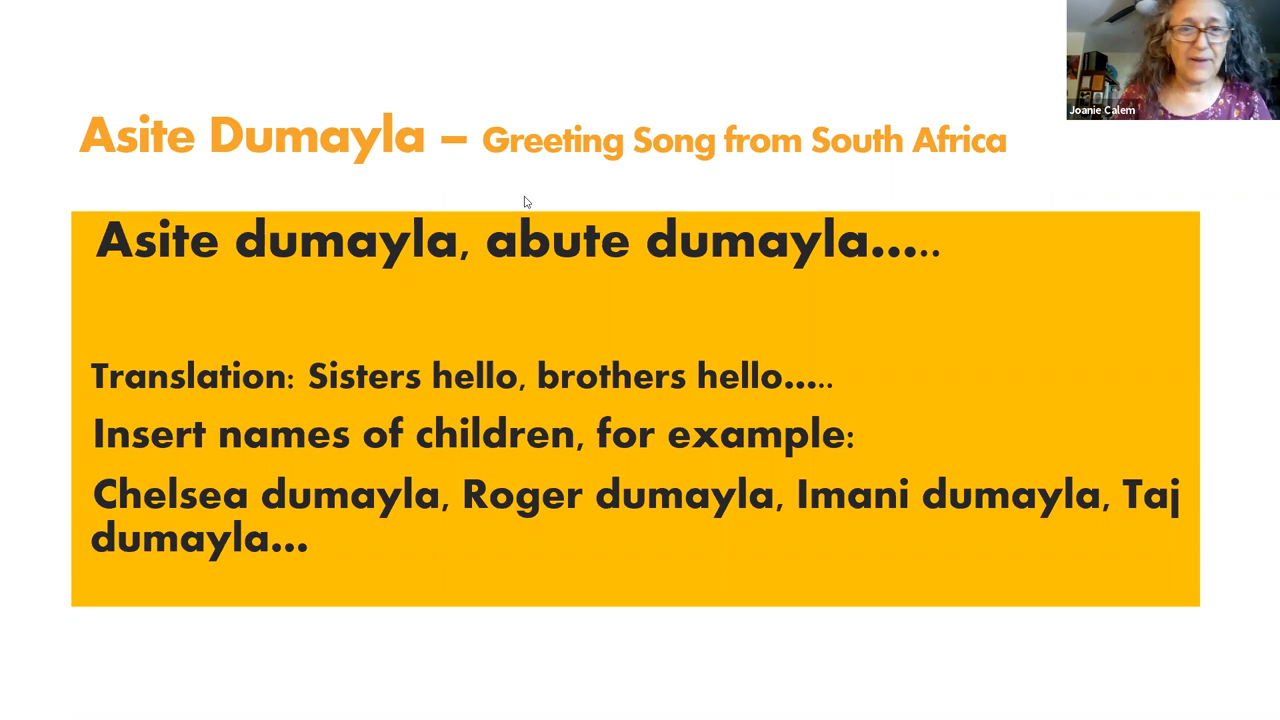 Joanie Calem
Asite Dumayla – Greeting Song from South Africa
Asite dumayla, abute dumayla.....
Translation: Sisters hello, brothers hello.....
Insert names of children, for example:
Chelsea dumayla, Roger dumayla, Imani dumayla, Taj
dumayla...